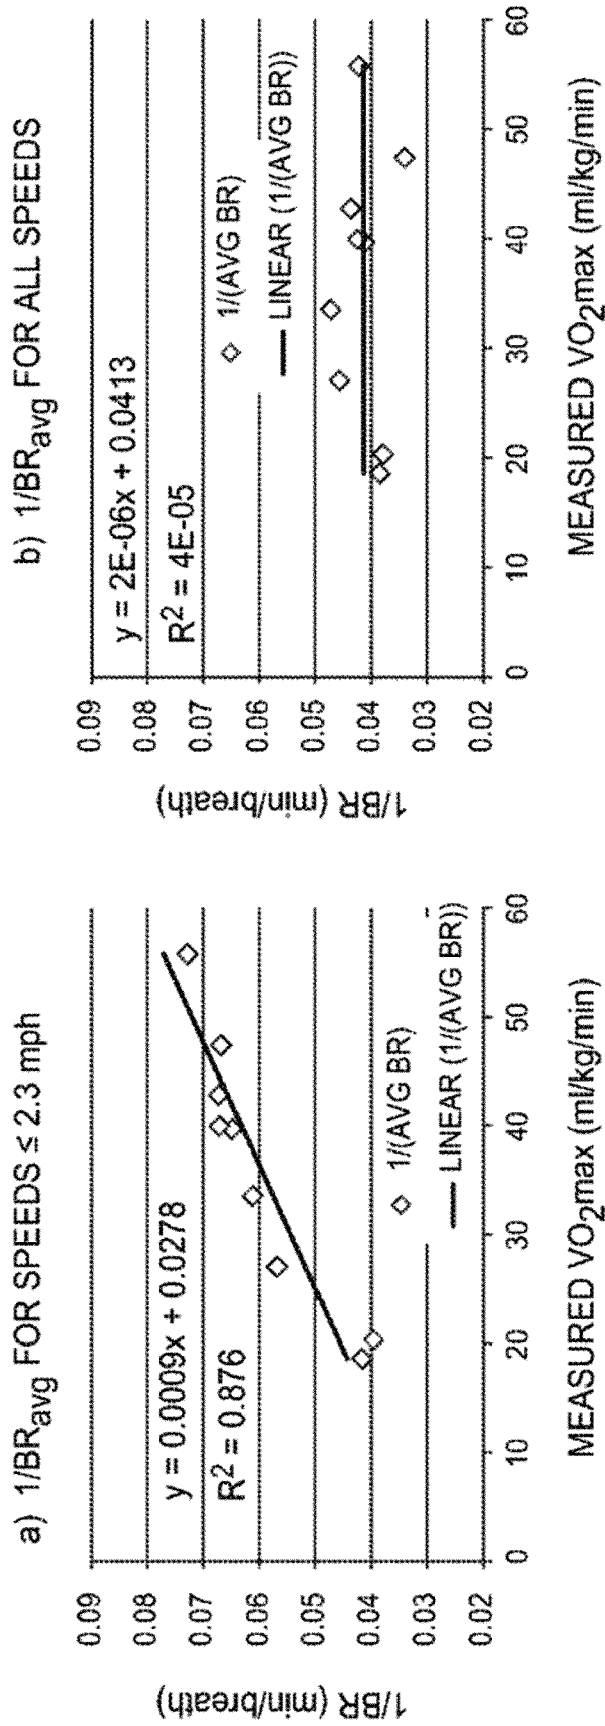 a) 1/BRavg FOR SPEEDS ≤ 2.3 mph
y = 0.0009x + 0.0278
R2 = 0.876
1/BR (min/breath)
0.09
0.08
0.07
0.06
0.05
0.04
0.03
0.02
1/(AVG BR)
LINEAR (1/(AVG BR))
0 10 20 30 40 50 60
MEASURED VO2max (ml/kg/min)
b) 1/BRavg FOR ALL SPEEDS
y = 2E-06x + 0.0413
R2 = 4E-05
1/BR (min/breath)
0.09
0.08
0.07
0.06
0.05
0.04
0.03
0.02
1/(AVG BR)
LINEAR (1/(AVG BR))
0 10 20 30 40 50 60
MEASURED VO2max (ml/kg/min)